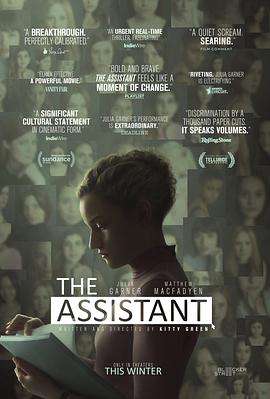 "A BREAKTHROUGH.
PERFECTLY CALIBRATED."
"AN URGENT REAL-TIME
THRILLER. FASCINATING."
IndieWire
"A QUIET SCREAM.
SEARING."
FILM COMMENT
A POWERFUL MOVIE."
VANITY FAIR
"BOLD AND BRAVE
THE ASSISTANT FEELS LIKE A
MOMENT OF CHANGE."
PLAYLIST
RIVETING, JULIA GARNER
IS ELECTRIFYING."
"A SIGNIFICANT
CULTURAL STATEMENT
IN CINEMATIC FORM."
IndieWire
"JULIA GARNER'S PERFORMANCE
IS EXTRAORDINARY."
DEADLINE
"DISCRIMINATION BY A
THOUSAND PAPER CUTS.
IT SPEAKS VOLUMES."
RollingStone
sundance
TELLURIDE
JULIA GARNER
MATTHEW MACFADYEN
THE
ASSISTANT
WRITTEN AND DIRECTED BY KITTY GREEN
ONLY IN THEATERS
THIS WINTER
BLEECKER
STREET